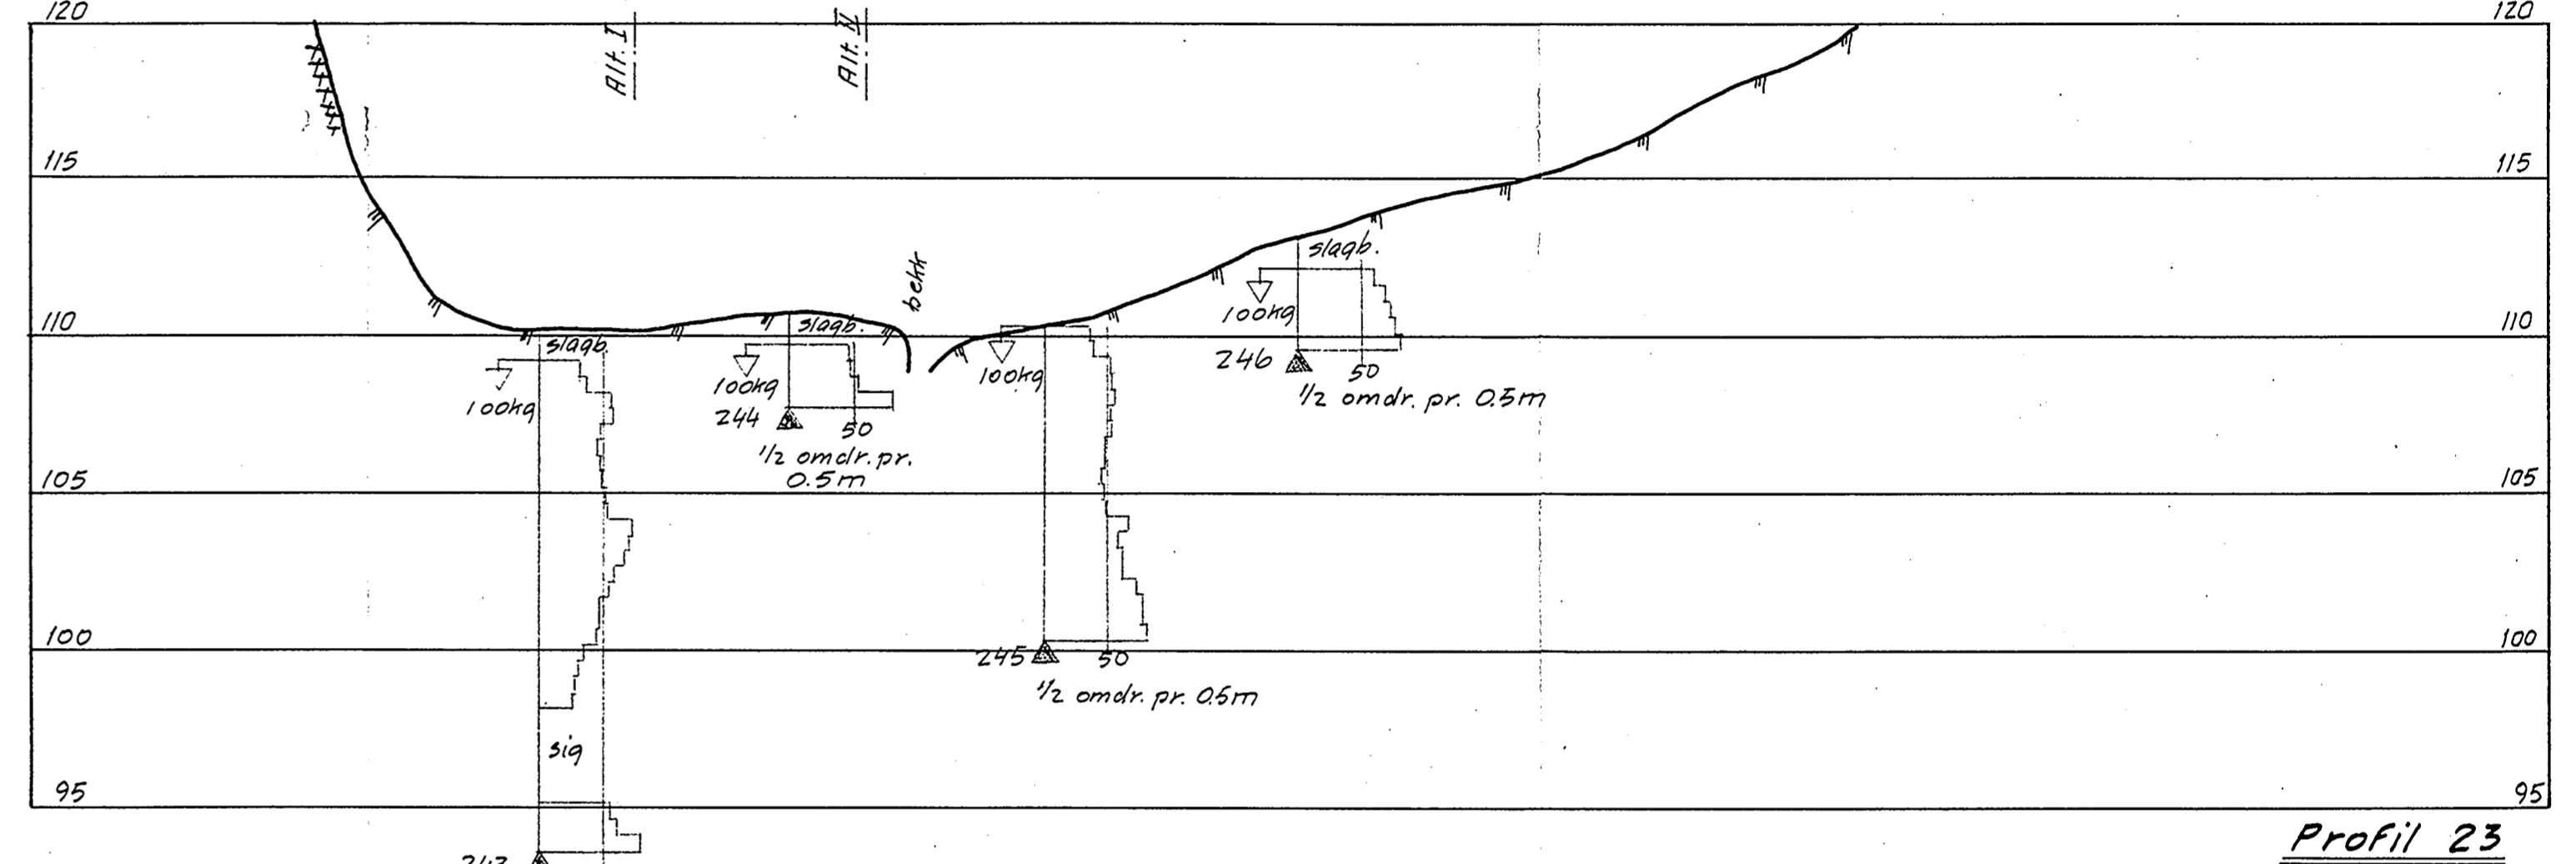 120
Alt. I
Alt. IV
120
115
115
bekk
slagb.
100kg
110
slagb.
110
slagb.
246
50
1/2 omdr. pr. 0.5m
100kg
100kg
100kg
244
50
1/2 omdr. pr.
0.5m
105
105
100
100
245
50
1/2 omdr. pr. 0.5m
sig
95
95
Profil 23
243